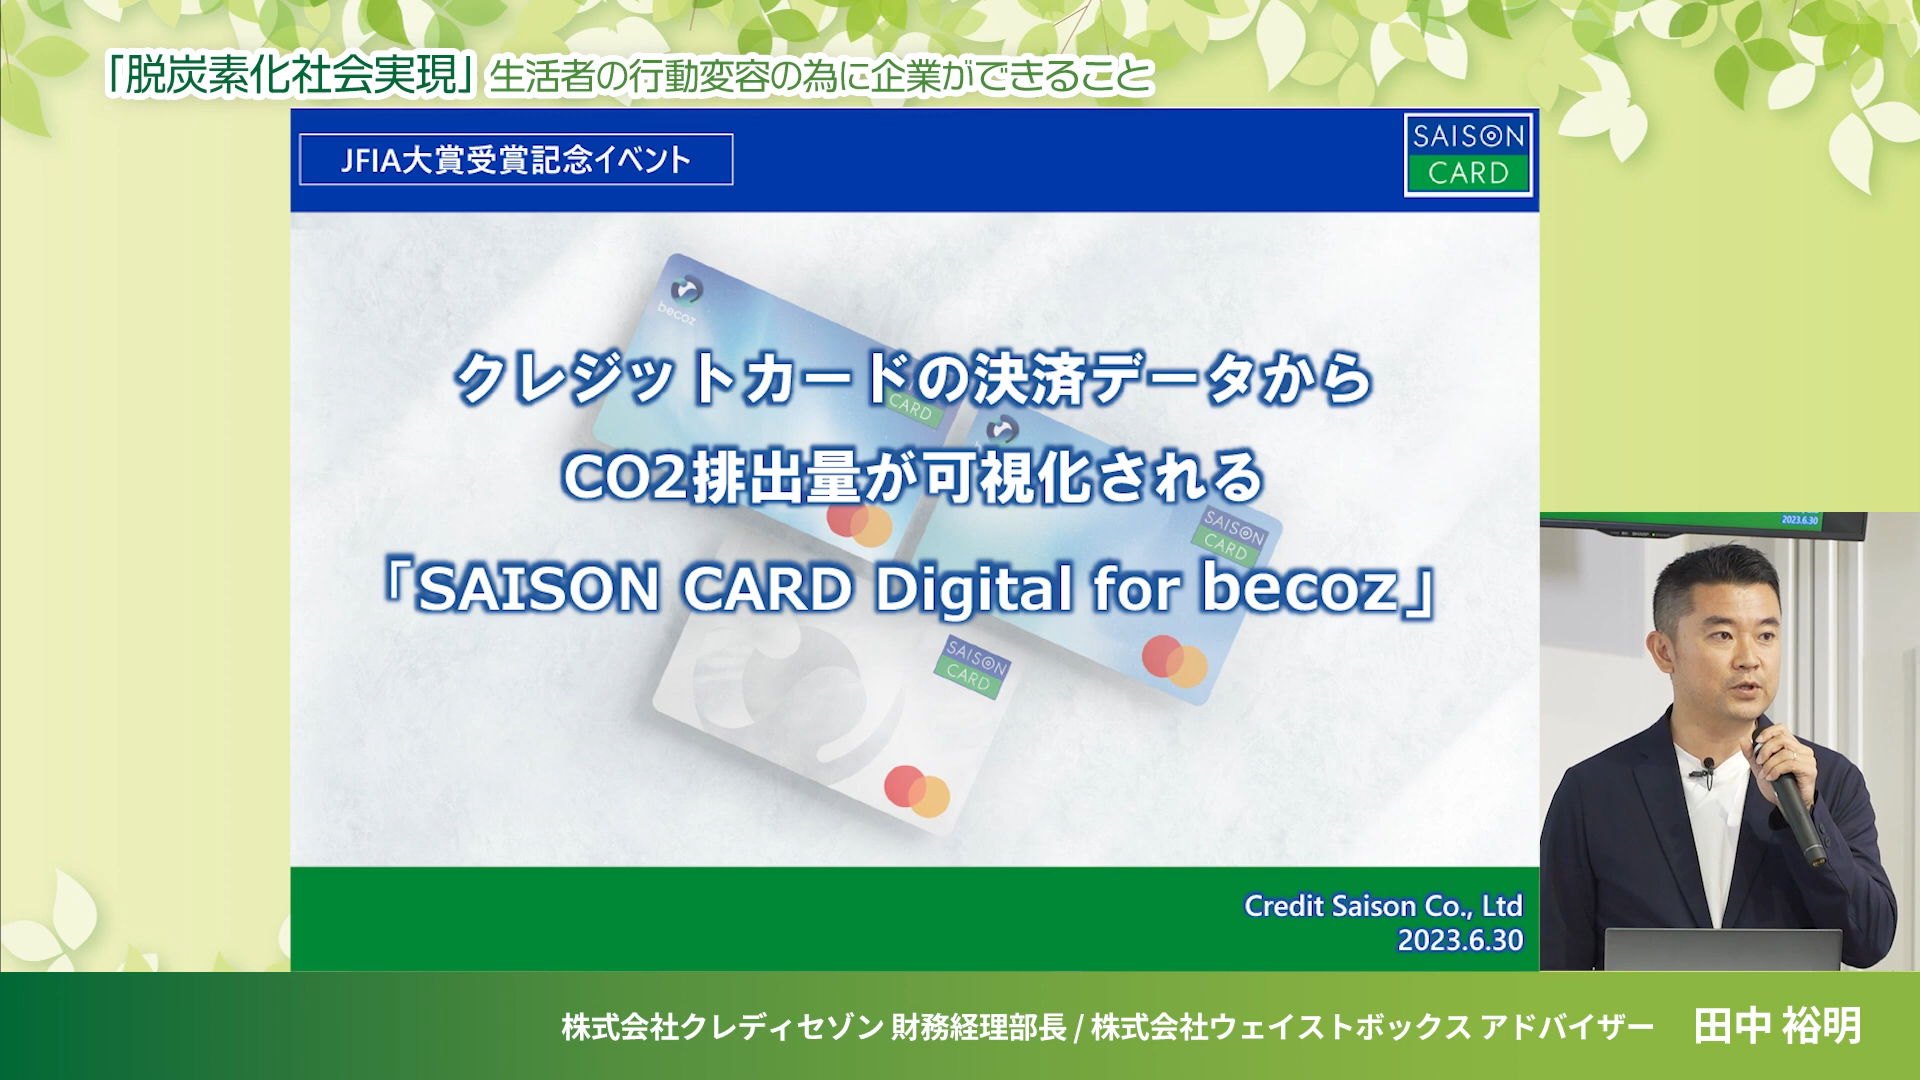 「脱炭素化社会実現」生活者の行動変容の為に企業ができること
JFIA大賞受賞記念イベント
SAISON
CARD
becoz
クレジットカードの決済データから
CARD
CO2排出量が可視化される
SAISON
CARD
「SAISON CARD Digital for becoz」
SAISON
CARD
2023.6.30
Credit Saison Co., Ltd
2023.6.30
株式会社クレディセゾン 財務経理部長 / 株式会社ウェイストボックス アドバイザー 田中 裕明